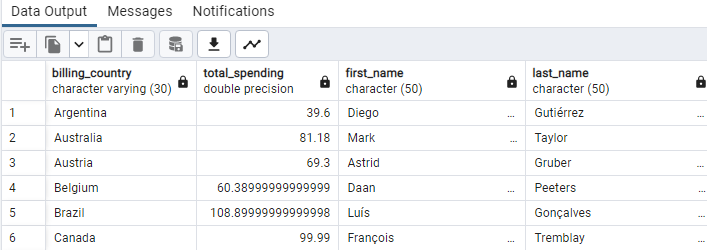 Data Output Messages Notifications
billing_country total_spending first_name last_name
character varying (30) double precision character (50) character (50)
1 Argentina 39.6 Diego ... Gutiérrez ...
2 Australia 81.18 Mark ... Taylor ...
3 Austria 69.3 Astrid ... Gruber ...
4 Belgium 60.38999999999999 Daan ... Peeters ...
5 Brazil 108.89999999999998 Luís ... Gonçalves ...
6 Canada 99.99 François ... Tremblay ...